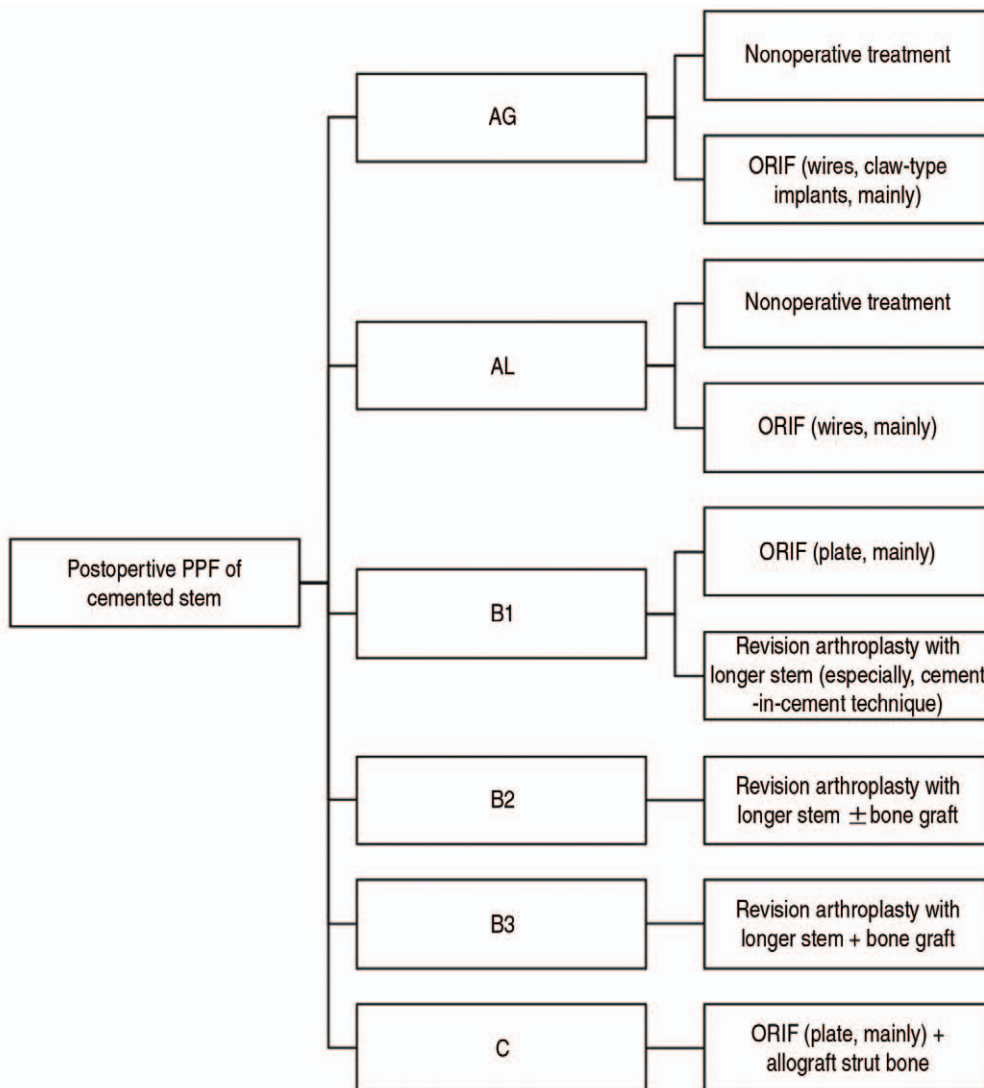 Postopertive PPF of
cemented stem
AG
Nonoperative treatment
ORIF (wires, claw-type
implants, mainly)
AL
Nonoperative treatment
ORIF (wires, mainly)
B1
ORIF (plate, mainly)
Revision arthroplasty with
longer stem (especially, cement
-in-cement technique)
B2
Revision arthroplasty with
longer stem ±bone graft
B3
Revision arthroplasty with
longer stem + bone graft
C
ORIF (plate, mainly) +
allograft strut bone